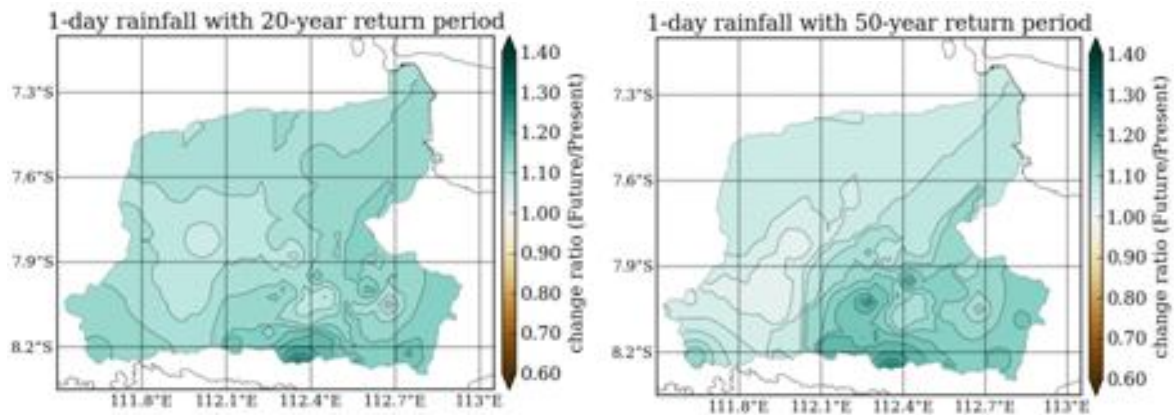 1-day rainfall with 20-year return period
7.3°S
7.6°S
7.9°S
8.2°S
111.8°E 112.1°E 112.4°E 112.7°E 113°E
1.40
1.30
1.20
1.10
1.00
0.90
0.80
0.70
0.60
change ratio (Future/Present)
1-day rainfall with 50-year return period
7.3°S
7.6°S
7.9°S
8.2°S
111.8°E 112.1°E 112.4°E 112.7°E 113°E
1.40
1.30
1.20
1.10
1.00
0.90
0.80
0.70
0.60
change ratio (Future/Present)